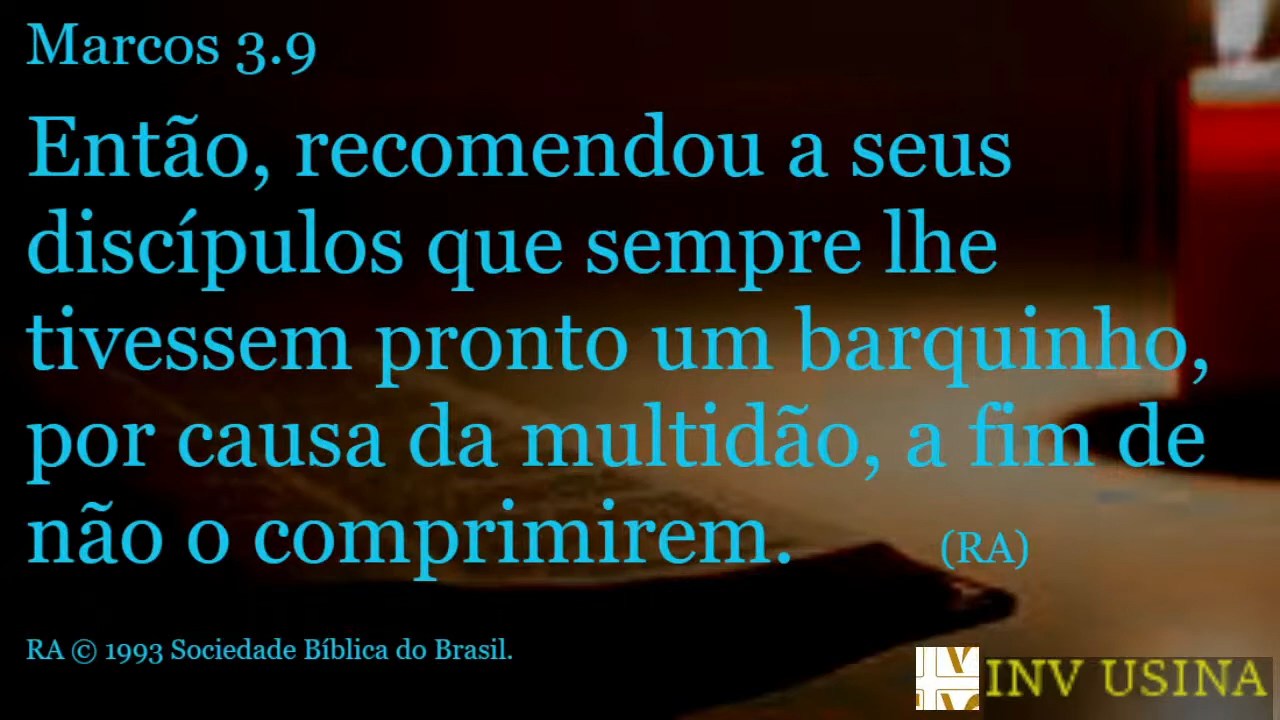 Marcos 3.9
Então, recomendou a seus
discípulos que sempre lhe
tivessem pronto um barquinho,
por causa da multidão, a fim de
não o comprimirem. (RA)
RA © 1993 Sociedade Bíblica do Brasil.
INV USINA